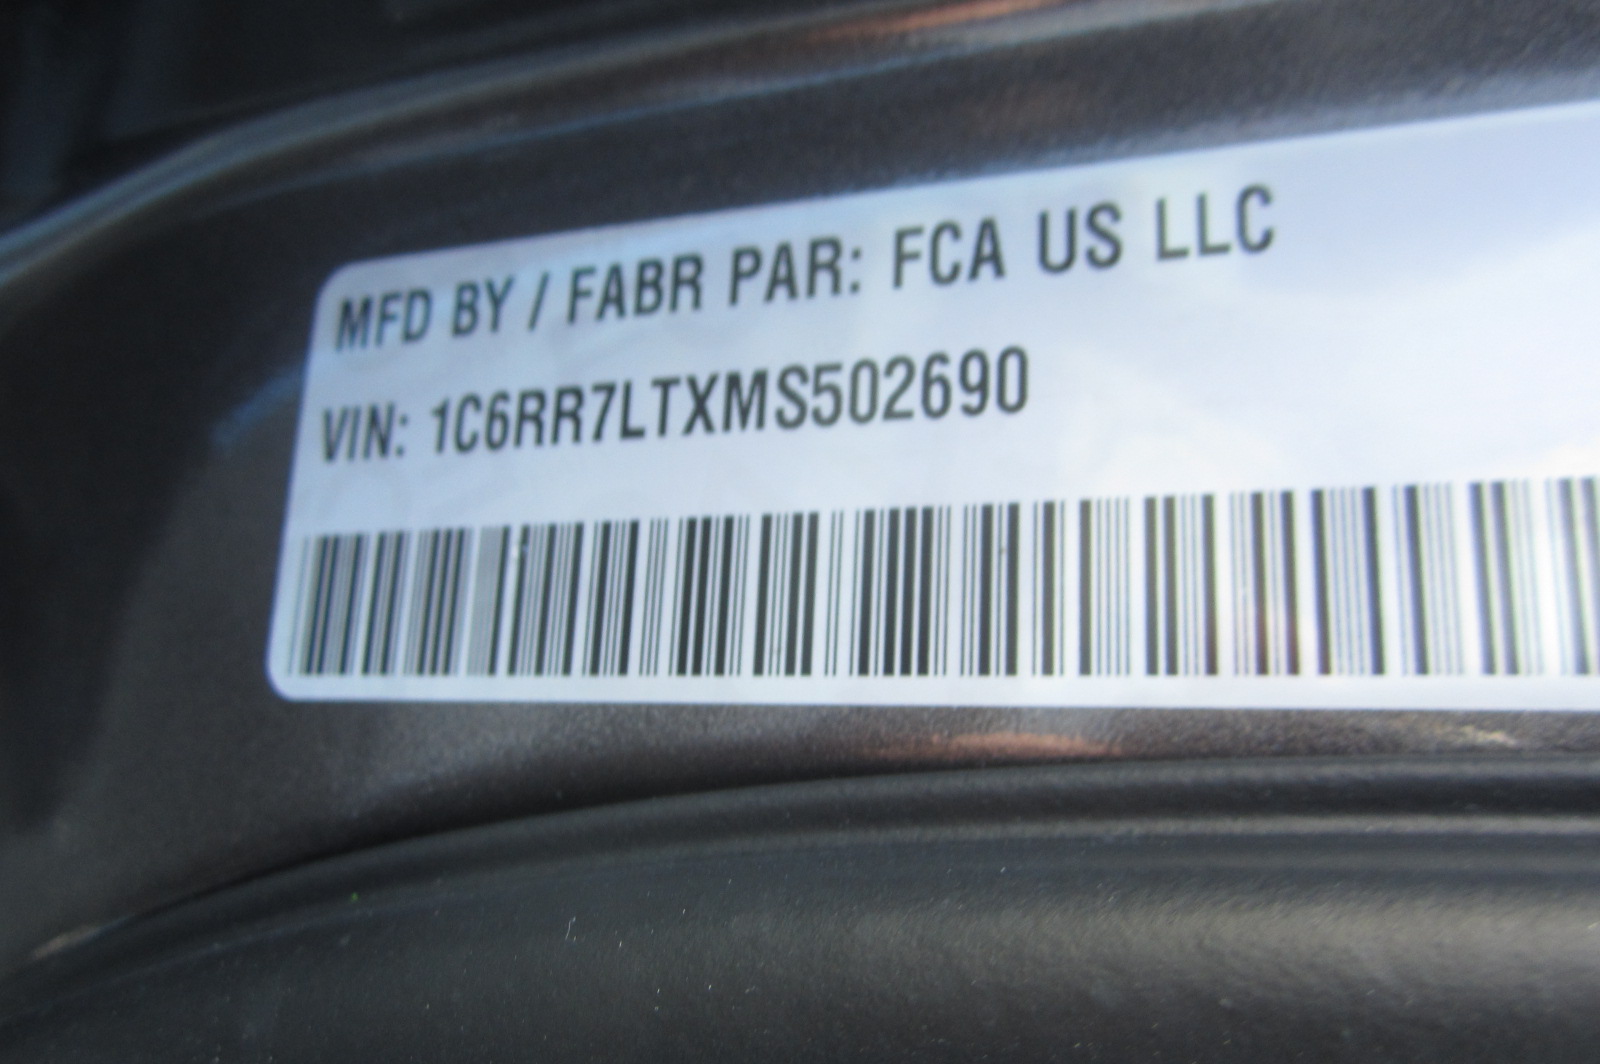 MFD BY / FABR PAR: FCA US LLC
VIN: 1C6RR7LTXMS502690